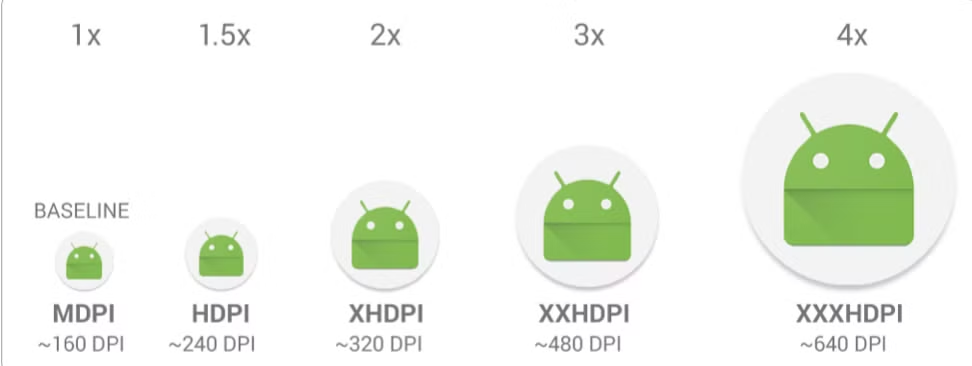 1x 1.5x 2x 3x 4x
BASELINE
MDPI HDPI XHDPI XXHDPI XXXHDPI
~160 DPI ~240 DPI ~320 DPI ~480 DPI ~640 DPI